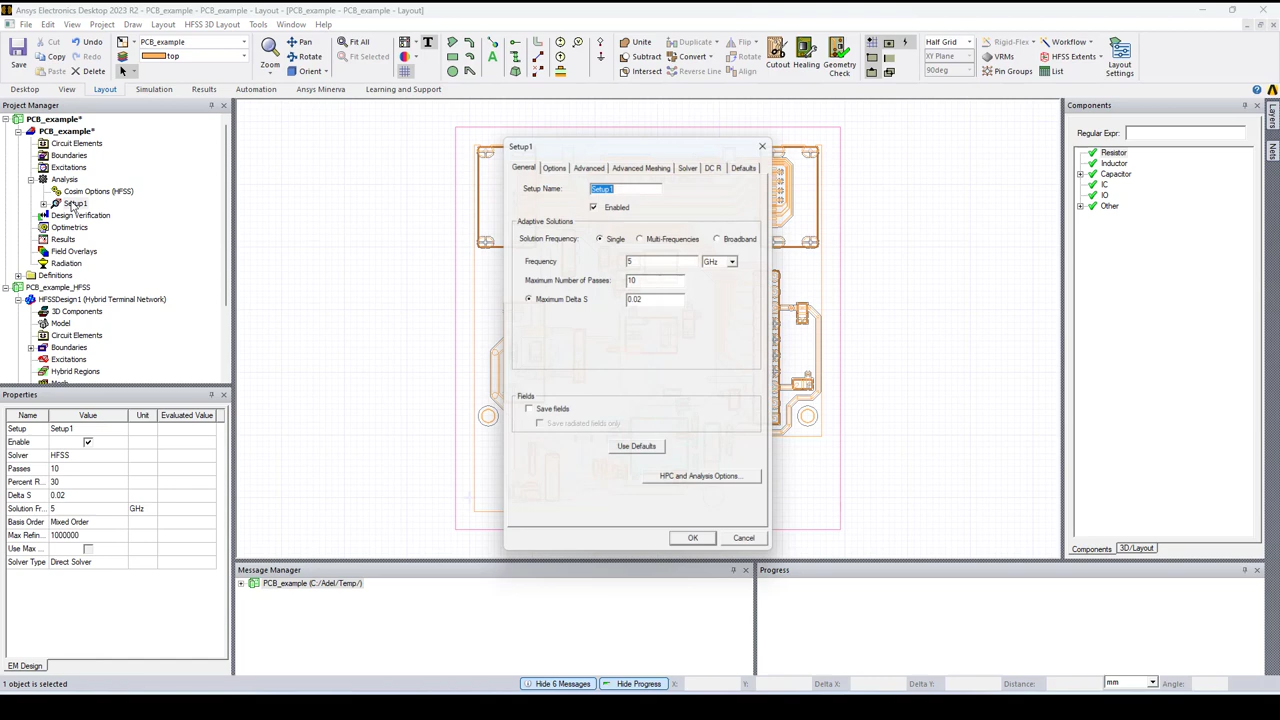 Ansys Electronics Desktop 2023 R2 - PCB_example - PCB_example - Layout - [PCB_example - PCB_example - Layout]
File Edit View Project Draw Layout HFSS 3D Layout Tools Window Help
Save Cut Copy Paste Undo Redo Delete PCB_example top Zoom Pan Rotate Orient Fit All Fit Selected T A Unite Subtract Intersect Duplicate Convert Merge Flip Rotate Align Cutout Healing Geometry Check Half Grid XY Plane 90deg Rigid-Flex VRMs Pin Groups Workflow HFSS Extents List Layout Settings
Desktop View Layout Simulation Results Automation Ansys Minerva Learning and Support
Project Manager
PCB_example*
PCB_example*
Circuit Elements
Boundaries
Excitations
Analysis
Cosim Options (HFSS)
Setup1
Design Verification
Optimetrics
Results
Field Overlays
Radiation
Definitions
PCB_example_HFSS
HFSSDesign1 (Hybrid Terminal Network)
3D Components
Model
Circuit Elements
Boundaries
Excitations
Hybrid Regions
Mesh
Properties
Name Value Unit Evaluated Value
Setup Setup1
Enable
Solver HFSS
Passes 10
Percent R... 30
Delta S 0.02
Solution Fr... 5 GHz
Basis Order Mixed Order
Max Refin... 1000000
Use Max ...
Solver Type Direct Solver
EM Design
Setup1
General Options Advanced Advanced Meshing Solver DC R Defaults
Setup Name: Setup1
Enabled
Adaptive Solutions
Solution Frequency: Single Multi-Frequencies Broadband
Frequency 5 GHz
Maximum Number of Passes: 10
Maximum Delta S 0.02
Fields
Save fields
Save radiated fields only
Use Defaults
HPC and Analysis Options...
OK Cancel
Components
Regular Expr:
Resistor
Inductor
Capacitor
IC
IO
Other
Components 3D/Layout
Layers
Nets
Message Manager
PCB_example (C:/Adel/Temp/)
Progress
1 object is selected Hide 6 Messages Hide Progress X: Y: Delta X: Delta Y: Distance: mm Angle: